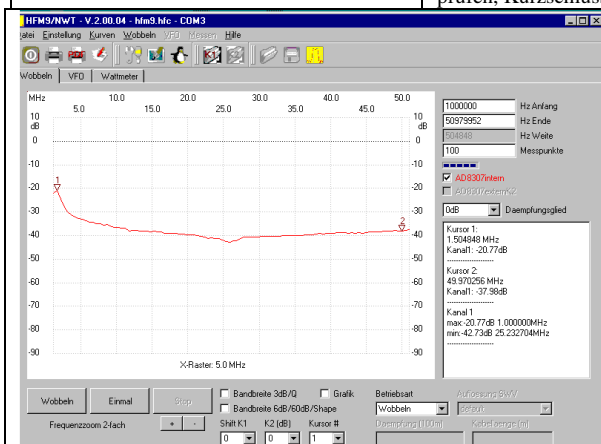 prüfen, Kurzschluss
HFM9/NWT - V.2.00.04 - hfm9.hfc - COM3
atei Einstellung Kurven Wobbeln VFO Messen Hilfe
Wobbeln VFO Wattmeter
MHz 10.0 20.0 30.0 40.0 50.0
5.0 15.0 25.0 35.0 45.0
10 10
dB dB
0 0
-10 -10
-20 -20
-30 -30
-40 -40
-50 -50
-60 -60
-70 -70
-80 -80
-90 -90
1
2
X-Raster: 5.0 MHz
1000000 Hz Anfang
50979952 Hz Ende
504848 Hz Weite
100 Messpunkte
AD8307intern
AD8307externK2
0dB Daempfungsglied
Kursor 1:
1.504848 MHz
Kanal1: -20.77dB
--------------------
Kursor 2:
49.970256 MHz
Kanal1: -37.98dB
--------------------
Kanal 1
max:-20.77dB 1.000000MHz
min:-42.73dB 25.232704MHz
--------------------
Wobbeln Einmal Stop
Frequenzzoom 2-fach + -
Bandbreite 3dB/Q Grafik
Bandbreite 6dB/60dB/Shape
Shift K1 K2 [dB] Kursor #
0 0 1
Betriebsart
Wobbeln
Daempfung (100m)
Aufloesung SWV
default
Kabellaenge (m)